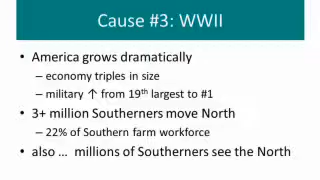 Cause #3: WWII
• America grows dramatically
– economy triples in size
– military ↑ from 19th largest to #1
• 3+ million Southerners move North
– 22% of Southern farm workforce
• also … millions of Southerners see the North